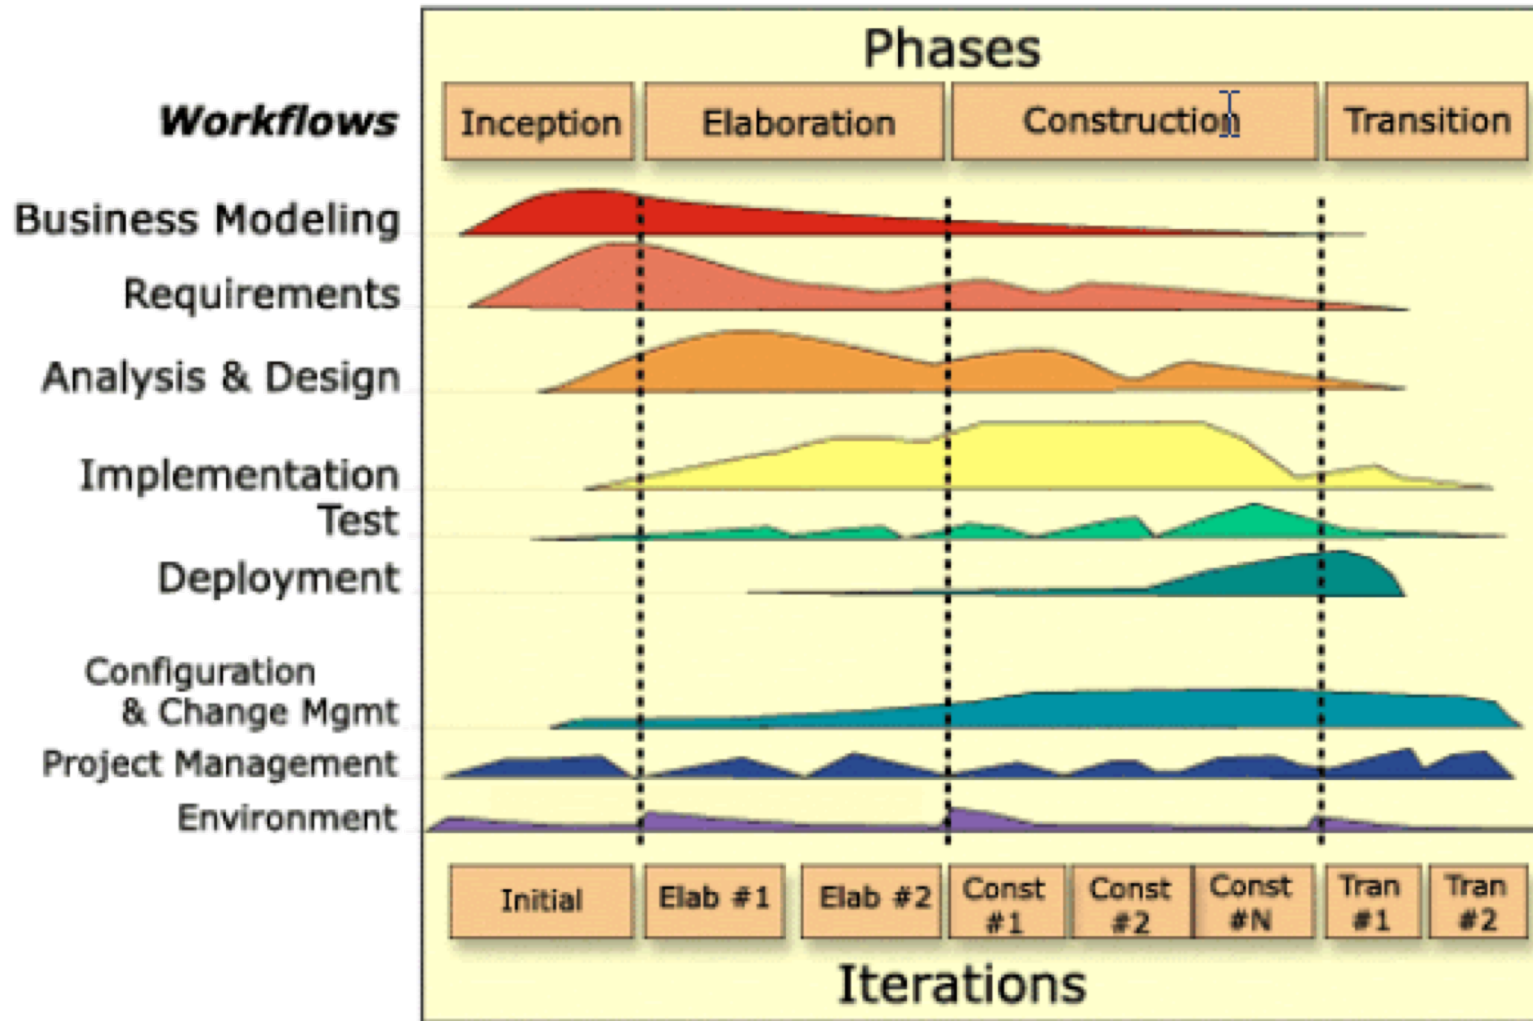 Phases
Workflows
Inception
Elaboration
Construction
Transition
Business Modeling
Requirements
Analysis & Design
Implementation
Test
Deployment
Configuration
& Change Mgmt
Project Management
Environment
Initial
Elab #1
Elab #2
Const
#1
Const
#2
Const
#N
Tran
#1
Tran
#2
Iterations